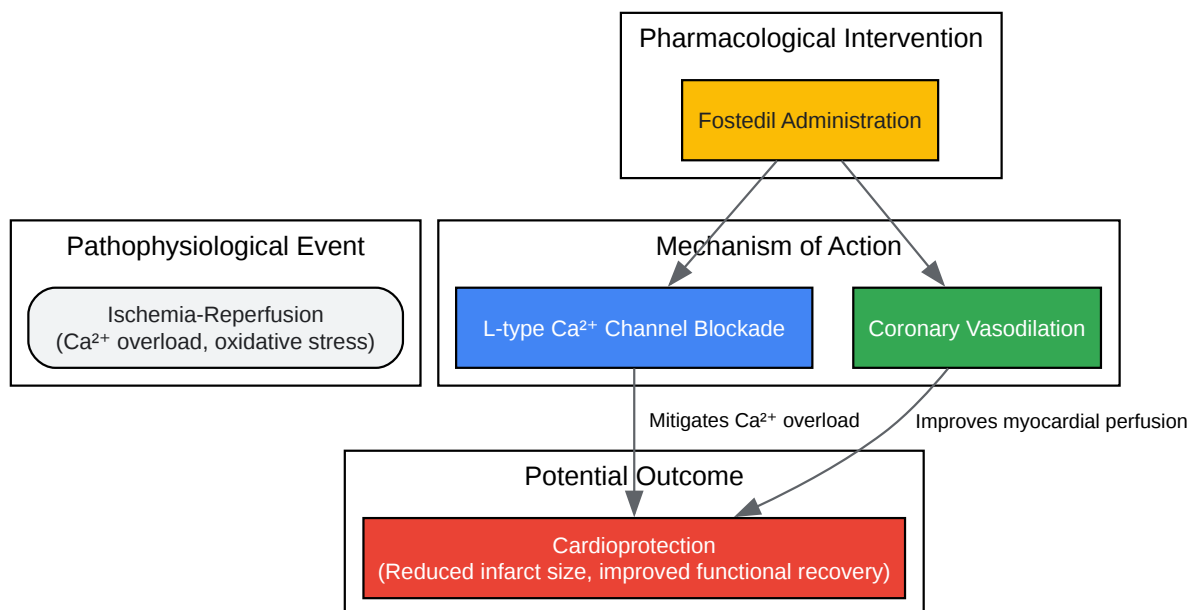 Pharmacological Intervention
Fostedil Administration
Pathophysiological Event
Ischemia-Reperfusion
(Ca²⁺ overload, oxidative stress)
Mechanism of Action
L-type Ca²⁺ Channel Blockade
Coronary Vasodilation
Mitigates Ca²⁺ overload
Improves myocardial perfusion
Potential Outcome
Cardioprotection
(Reduced infarct size, improved functional recovery)